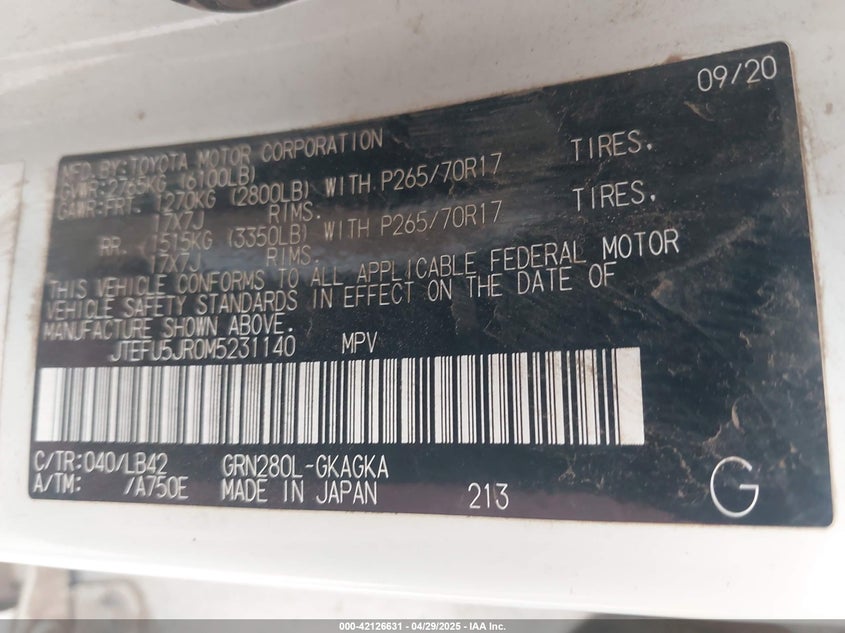 09/20
MFD.BY:TOYOTA MOTOR CORPORATION
GVWR:2765KG (6100LB)
GAWR:FRT. 1270KG (2800LB) WITH P265/70R17 TIRES,
17X7J RIMS.
RR. 1515KG (3350LB) WITH P265/70R17 TIRES,
17X7J RIMS.
THIS VEHICLE CONFORMS TO ALL APPLICABLE FEDERAL MOTOR
VEHICLE SAFETY STANDARDS IN EFFECT ON THE DATE OF
MANUFACTURE SHOWN ABOVE.
JTEFU5JR0M5231140 MPV
C/TR:040/LB42 GRN280L-GKAGKA
A/TM: /A750E MADE IN JAPAN 213
G
000-42126631 - 04/29/2025 - IAA Inc.